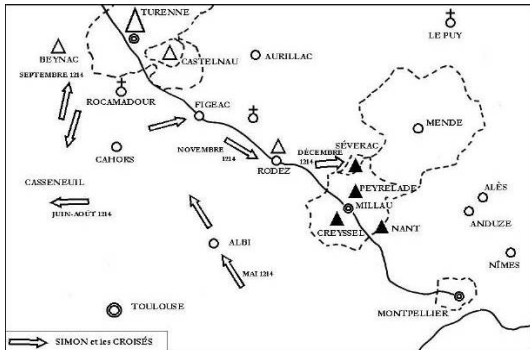 TURENNE
LE PUY
BEYNAC
CASTELNAU
AURILLAC
SEPTEMBRE 1214
ROCAMADOUR
FIGEAC
MENDE
CAHORS
NOVEMBRE
1214
DÉCEMBRE
1214
SÉVERAC
RODEZ
CASSENEUIL
PEYRELADE
ALÈS
MILLAU
JUIN-AOÛT 1214
CREYSSEL
NANT
ANDUZE
ALBI
NÎMES
MAI 1214
TOULOUSE
MONTPELLIER
SIMON et les CROISÉS